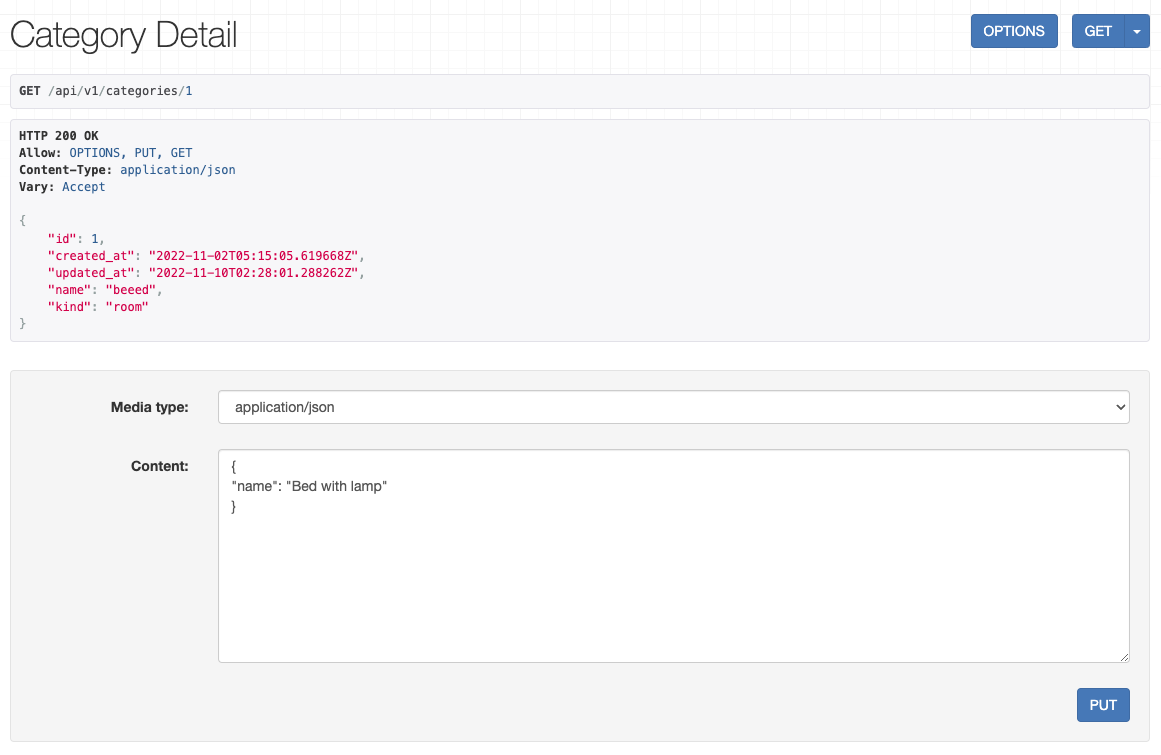 Category Detail
OPTIONS
GET
GET /api/v1/categories/1
HTTP 200 OK
Allow: OPTIONS, PUT, GET
Content-Type: application/json
Vary: Accept
{
"id": 1,
"created_at": "2022-11-02T05:15:05.619668Z",
"updated_at": "2022-11-10T02:28:01.288262Z",
"name": "beeed",
"kind": "room"
}
Media type:
application/json
Content:
{
"name": "Bed with lamp"
}
PUT